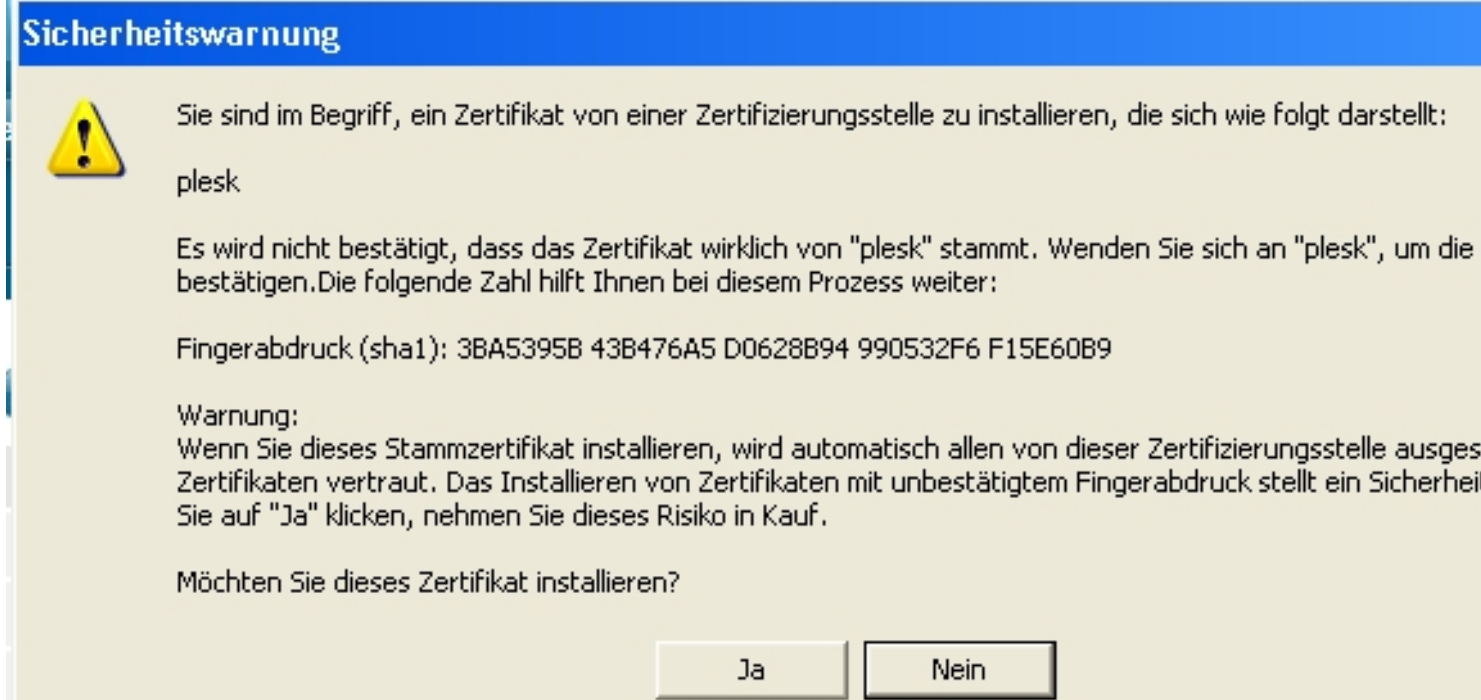 Sicherheitswarnung
Sie sind im Begriff, ein Zertifikat von einer Zertifizierungsstelle zu installieren, die sich wie folgt darstellt:
plesk
Es wird nicht bestätigt, dass das Zertifikat wirklich von "plesk" stammt. Wenden Sie sich an "plesk", um die
bestätigen.Die folgende Zahl hilft Ihnen bei diesem Prozess weiter:
Fingerabdruck (sha1): 3BA5395B 43B476A5 D0628B94 990532F6 F15E60B9
Warnung:
Wenn Sie dieses Stammzertifikat installieren, wird automatisch allen von dieser Zertifizierungsstelle ausges
Zertifikaten vertraut. Das Installieren von Zertifikaten mit unbestätigtem Fingerabdruck stellt ein Sicherheit
Sie auf "Ja" klicken, nehmen Sie dieses Risiko in Kauf.
Möchten Sie dieses Zertifikat installieren?
Ja
Nein